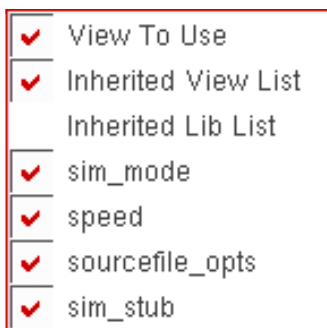 View To Use
Inherited View List
Inherited Lib List
sim_mode
speed
sourcefile_opts
sim_stub